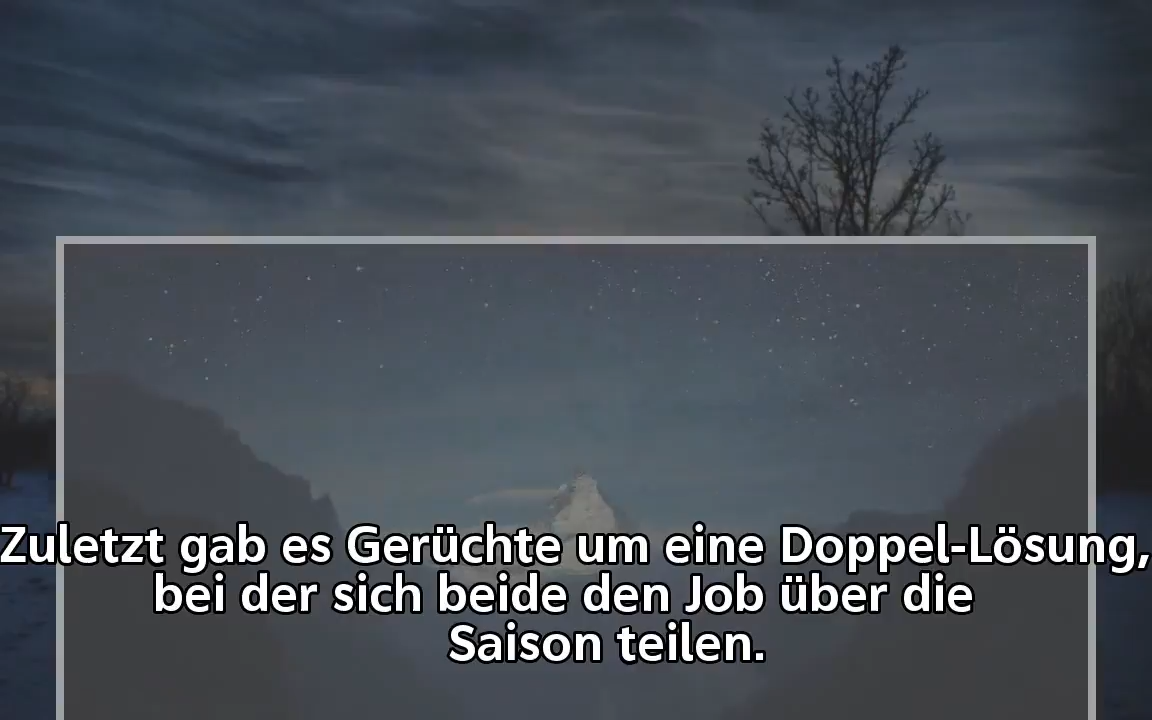 Zuletzt gab es Gerüchte um eine Doppel-Lösung,
bei der sich beide den Job über die
Saison teilen.